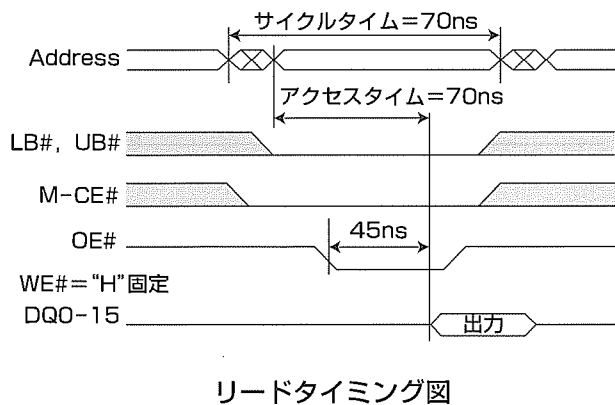 サイクルタイム=70ns
Address
アクセスタイム=70ns
LB#, UB#
M-CE#
OE#
45ns
WE#="H"固定
DQ0-15
出力
リードタイミング図